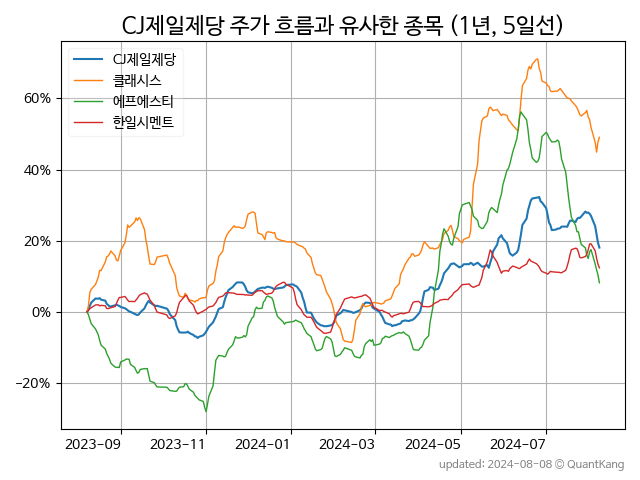 CJ제일제당 주가 흐름과 유사한 종목 (1년, 5일선)
CJ제일제당
클래시스
에프에스티
한일시멘트
60%
40%
20%
0%
−20%
2023-09 2023-11 2024-01 2024-03 2024-05 2024-07
updated: 2024-08-08 ⓒ QuantKang